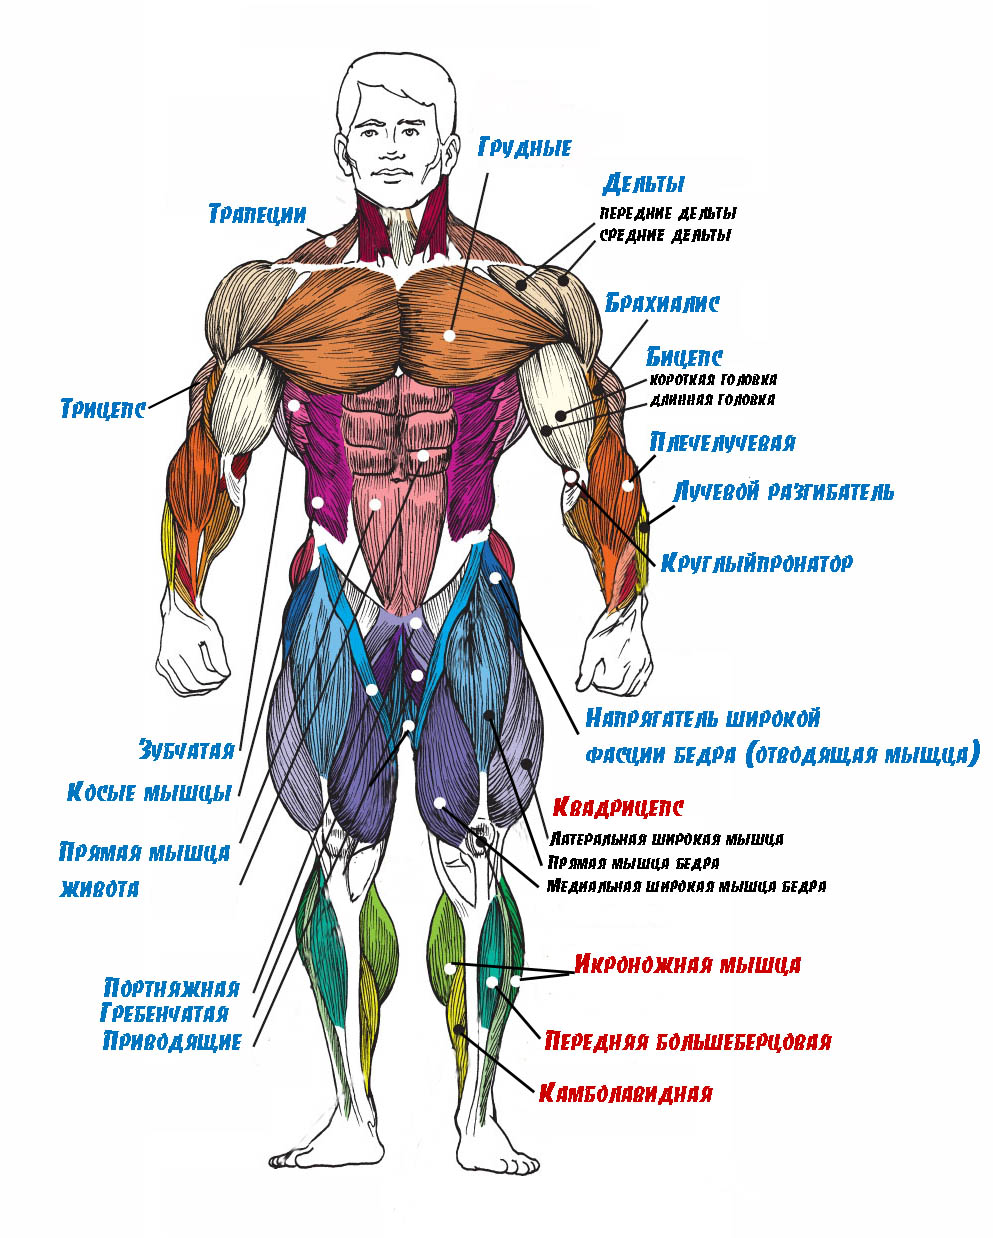 Грудные
Дельты
передние дельты
средние дельты
Трапеции
Брахиалис
Бицепс
короткая головка
длинная головка
Трицепс
Плечелучевая
Лучевой разгибатель
Круглыйпронатор
Напрягатель широкой
фасции бедра (отводящая мыщца)
Зубчатая
Косые мышцы
Прямая мышца
живота
Квадрицепс
Латеральная широкая мышца
Прямая мышца бедра
Медиальная широкая мышца бедра
Икроножная мышца
Портняжная
Гребенчатая
Приводящие
Передняя большеберцовая
Камболавидная